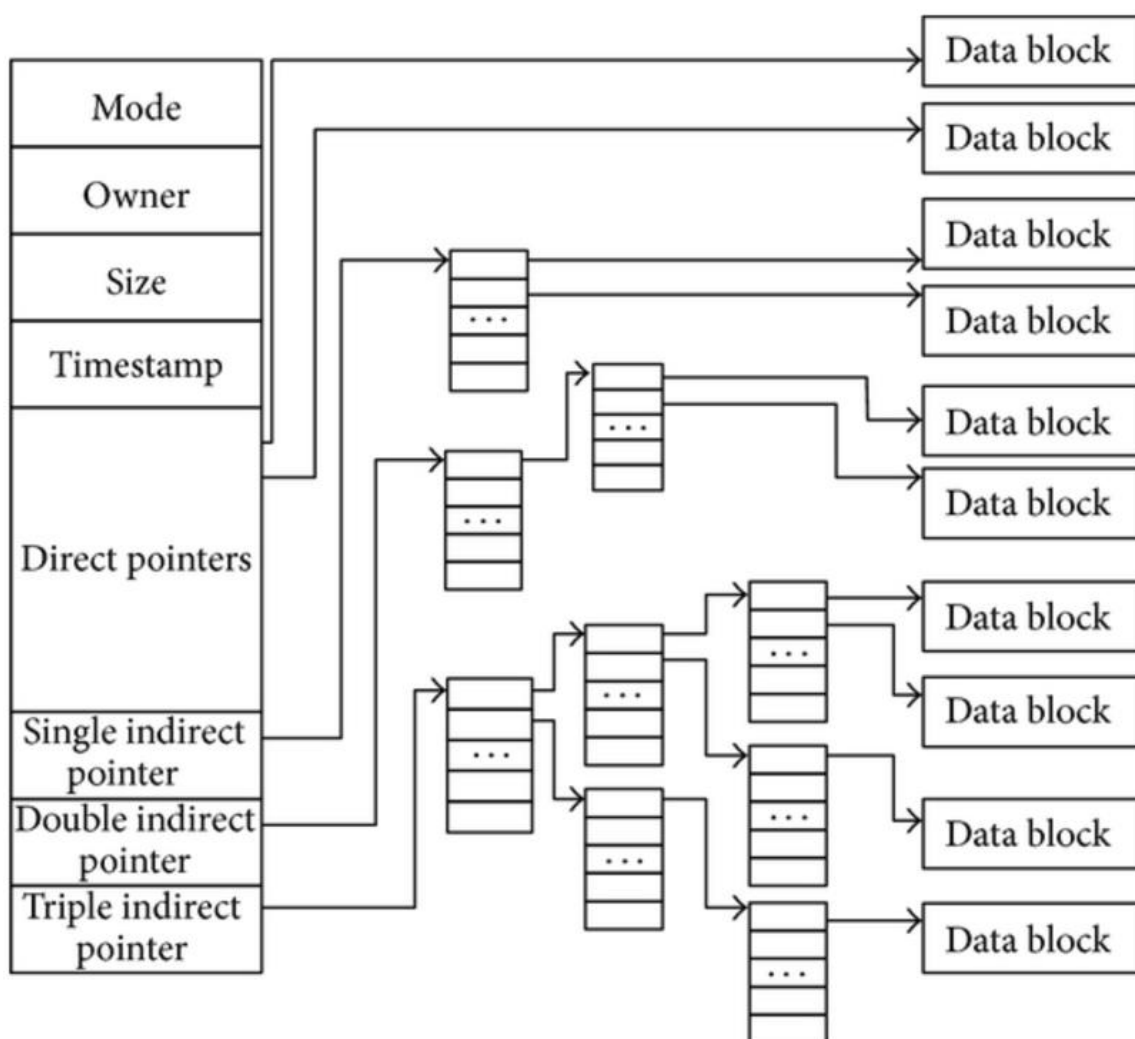 Mode
Owner
Size
Timestamp
Direct pointers
Single indirect
pointer
Double indirect
pointer
Triple indirect
pointer
...
...
...
...
...
...
...
...
...
Data block
Data block
Data block
Data block
Data block
Data block
Data block
Data block
Data block
Data block